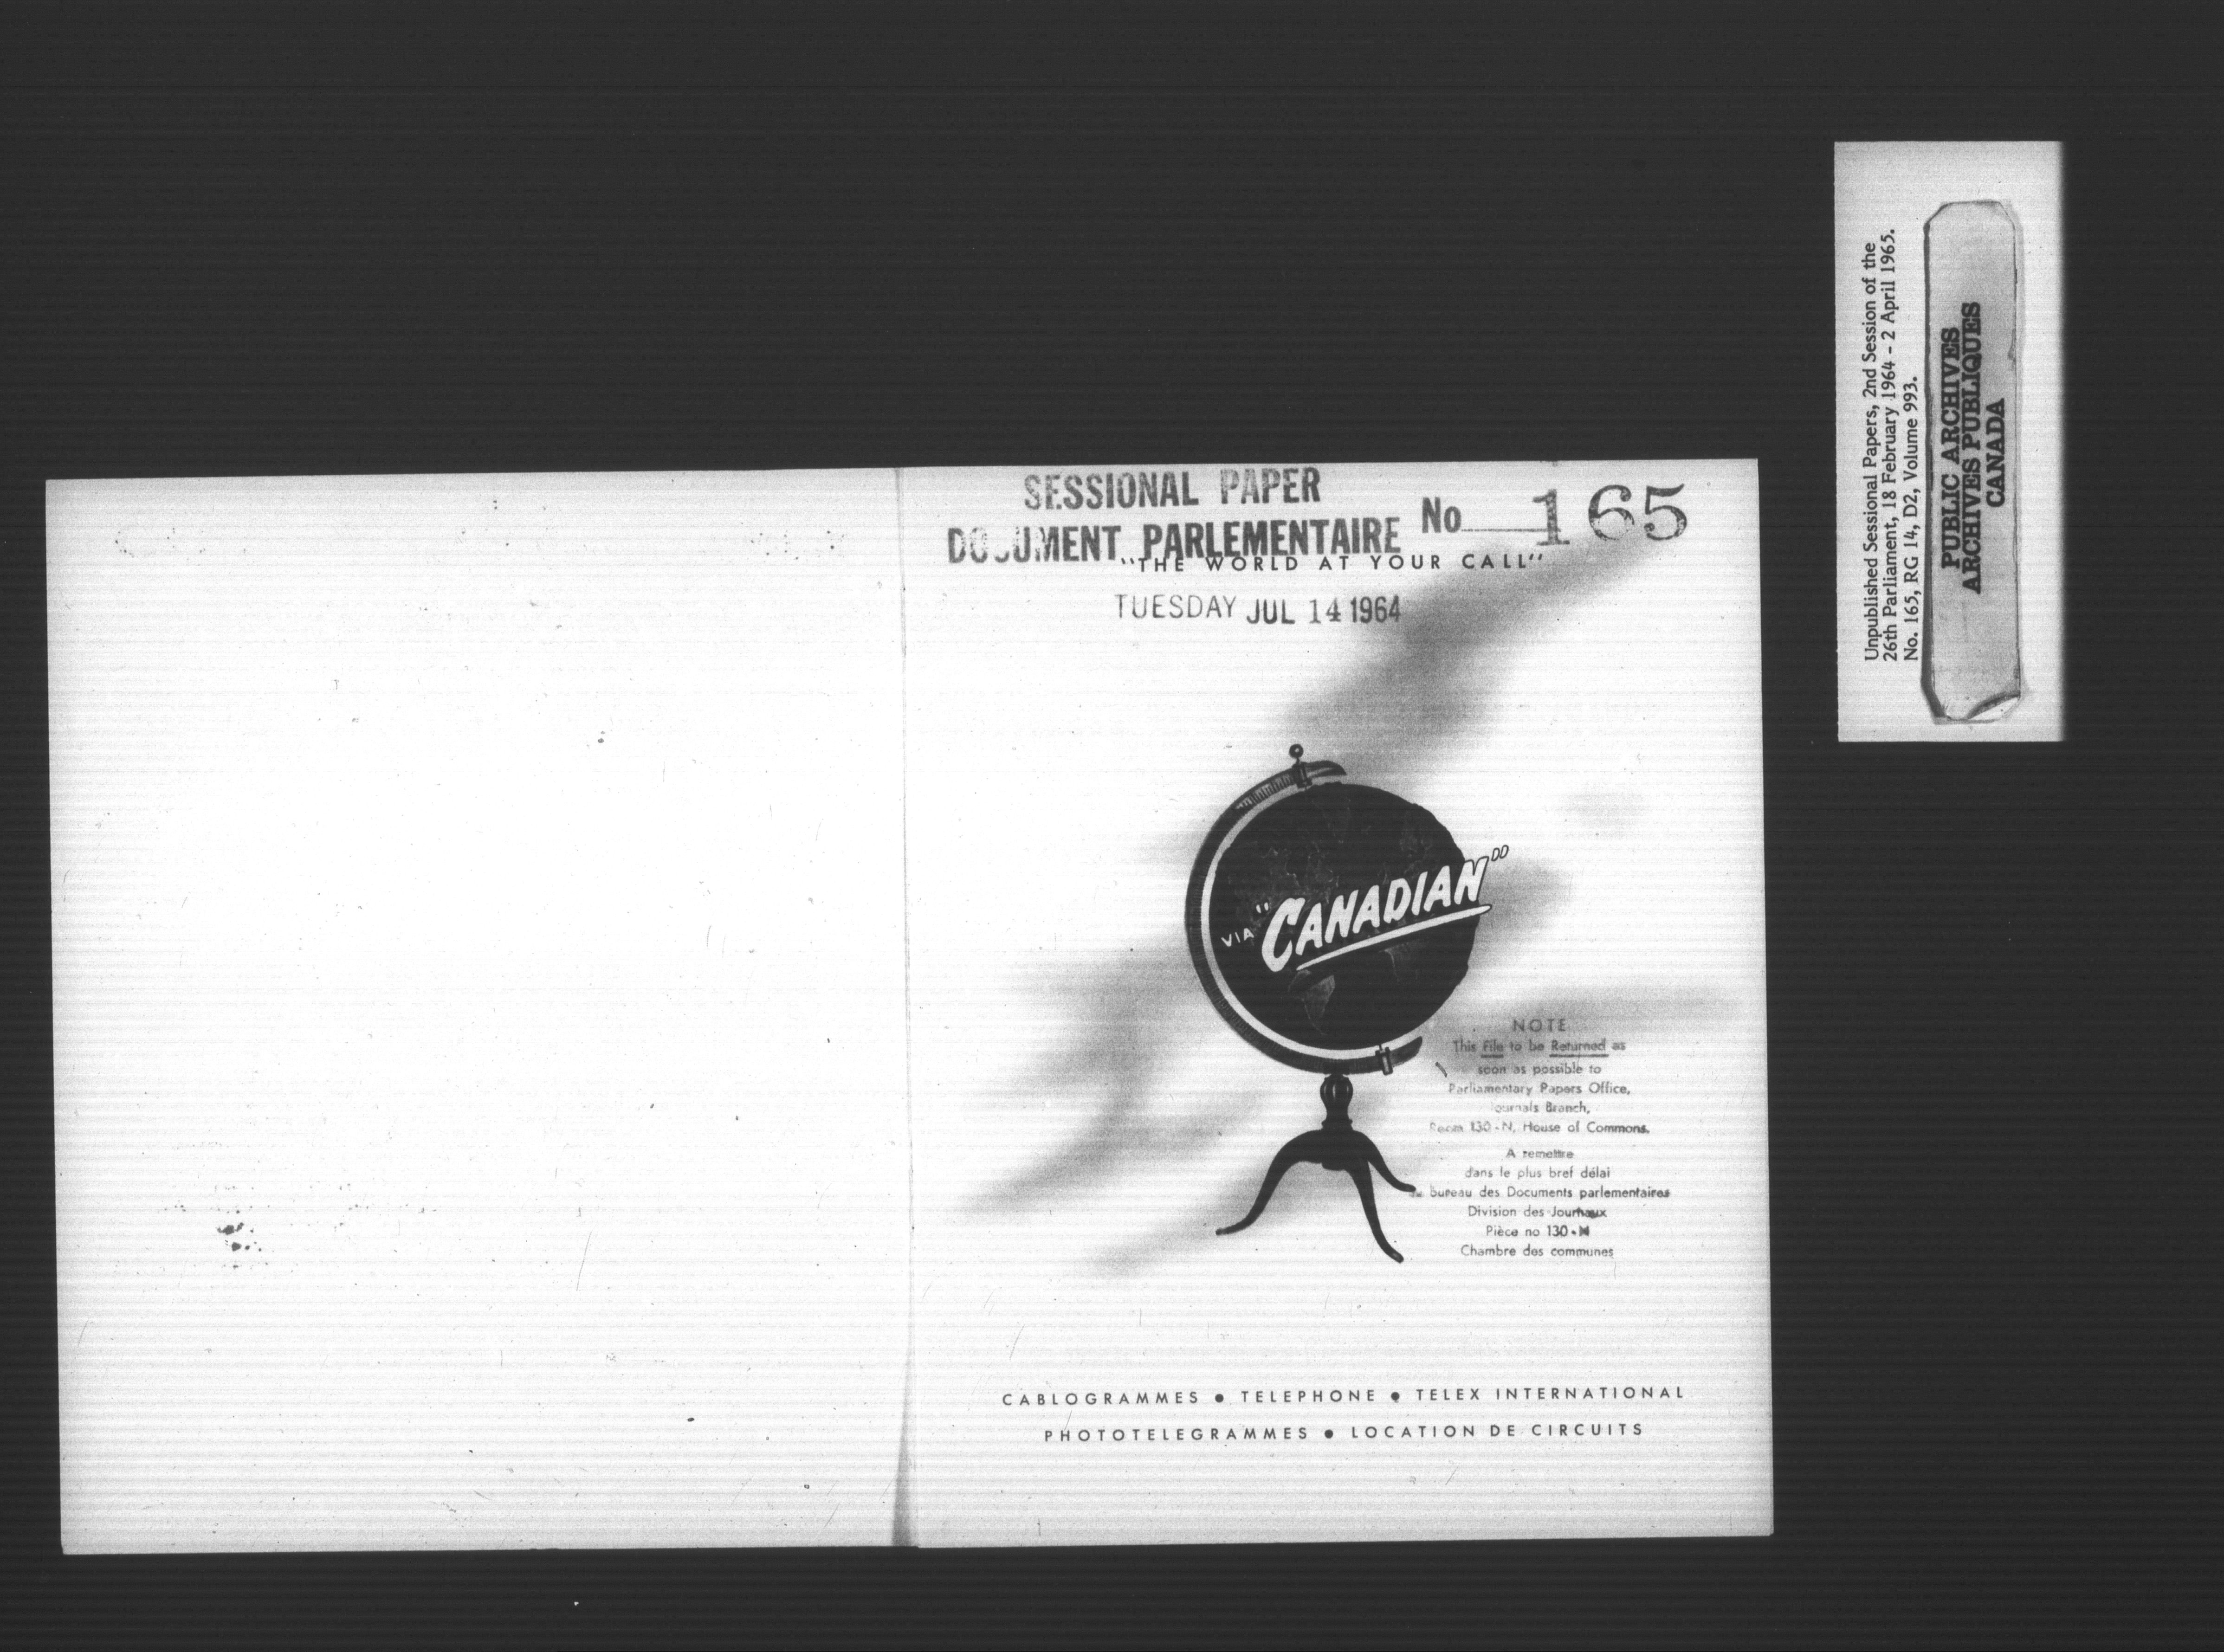 SESSIONAL PAPER
DOCUMENT PARLEMENTAIRE No 165
"THE WORLD AT YOUR CALL"
TUESDAY JUL 14 1964
VIA "CANADIAN"
NOTE
This File to be Returned as
soon as possible to
Parliamentary Papers Office,
Journals Branch,
Room 130-N, House of Commons.
A remettre
dans le plus bref délai
au bureau des Documents parlementaires
Division des Journaux
Pièce no 130-N
Chambre des communes
CABLOGRAMMES ● TELEPHONE ● TELEX INTERNATIONAL
PHOTOTELEGRAMMES ● LOCATION DE CIRCUITS
Unpublished Sessional Papers, 2nd Session of the
26th Parliament, 18 February 1964 - 2 April 1965.
No. 165, RG 14, D2, Volume 993.
PUBLIC ARCHIVES
ARCHIVES PUBLIQUES
CANADA